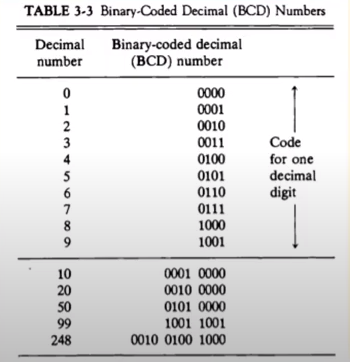 TABLE 3-3 Binary-Coded Decimal (BCD) Numbers
Decimal Binary-coded decimal
number (BCD) number
0 0000
1 0001
2 0010
3 0011 Code
4 0100 for one
5 0101 decimal
6 0110 digit
7 0111
8 1000
9 1001
10 0001 0000
20 0010 0000
50 0101 0000
99 1001 1001
248 0010 0100 1000